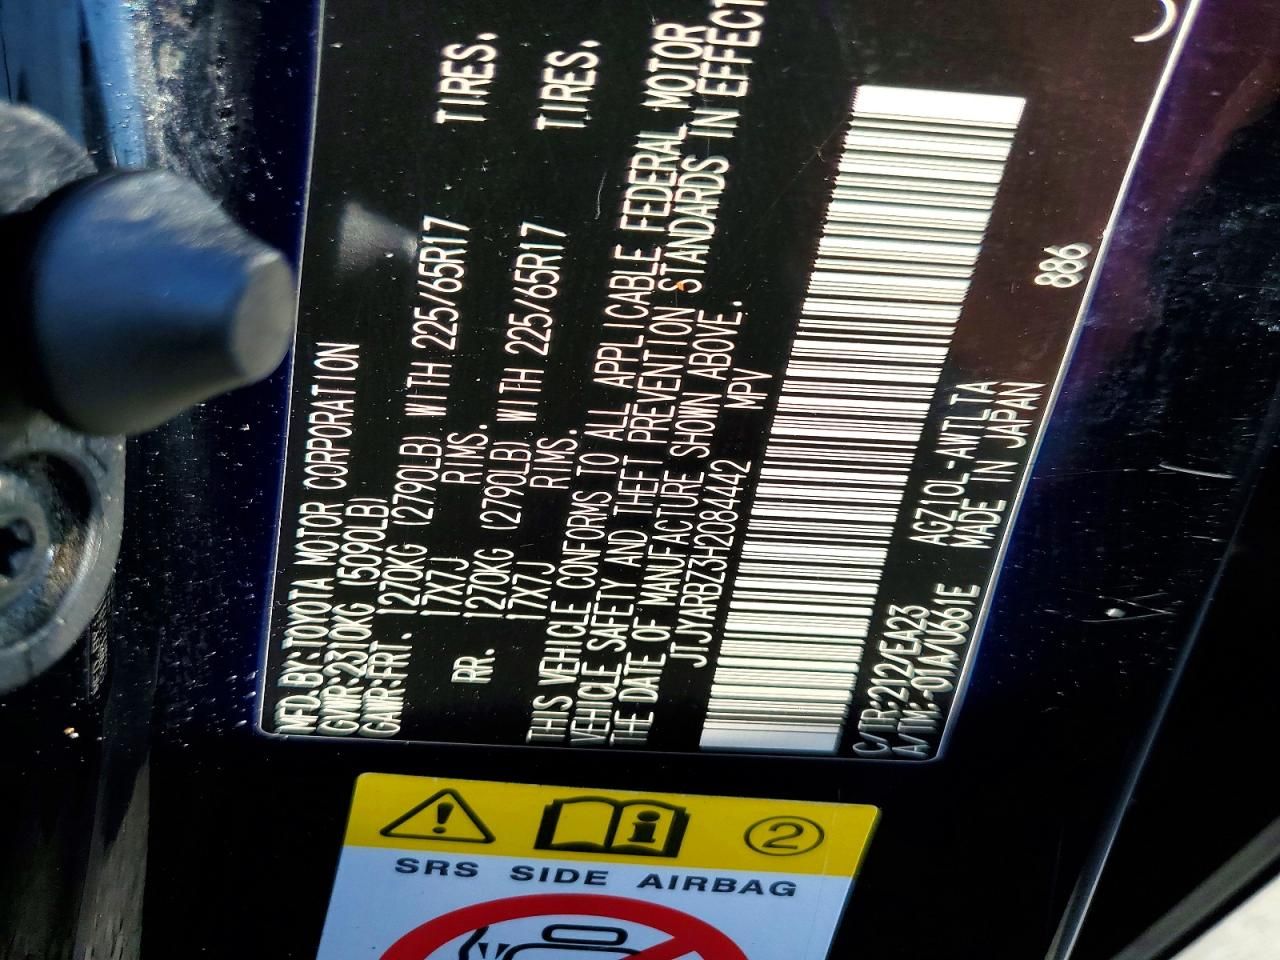 MFD.BY:TOYOTA MOTOR CORPORATION
GVWR:2310KG (5090LB)
GAWR:FRT. 1270KG (2790LB) WITH 225/65R17 TIRES.
17X7J RIMS.
RR. 1270KG (2790LB) WITH 225/65R17 TIRES.
17X7J RIMS.
THIS VEHICLE CONFORMS TO ALL APPLICABLE FEDERAL MOTOR
VEHICLE SAFETY AND THEFT PREVENTION STANDARDS IN EFFECT
THE DATE OF MANUFACTURE SHOWN ABOVE.
JTJYARBZ3H2084442 MPV
C/TR:212/EA23 AGZ10L-AWTLTA
A/TM:-01A/U661E MADE IN JAPAN
886
2
SRS SIDE AIRBAG